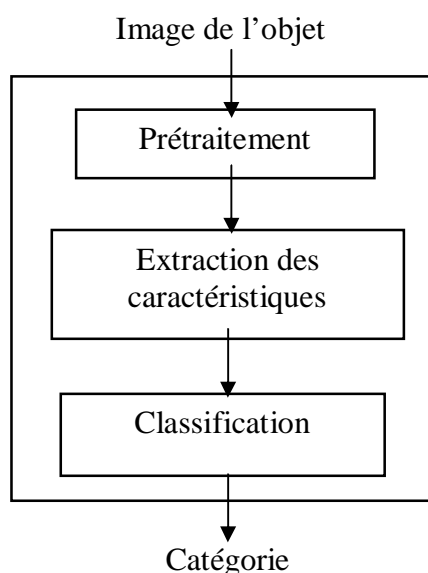 Image de l’objet
Prétraitement
Extraction des
caractéristiques
Classification
Catégorie